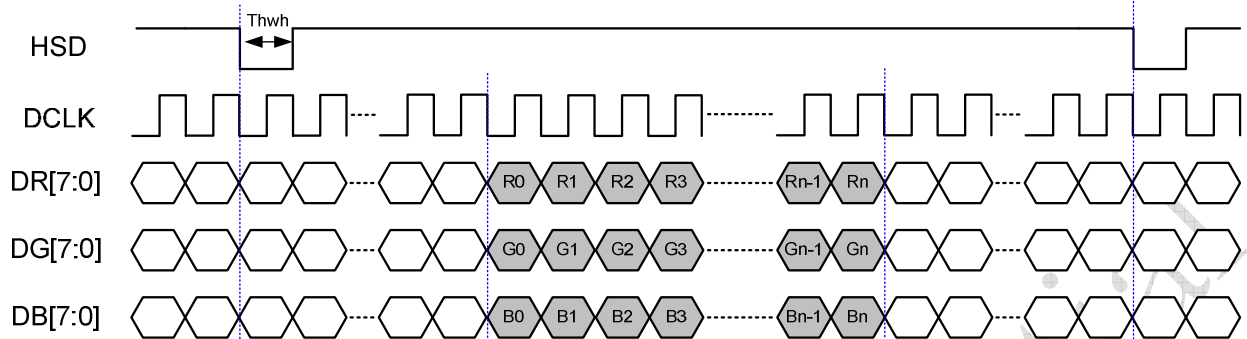 Thwh
HSD
DCLK
DR[7:0] R0 R1 R2 R3 Rn-1 Rn
DG[7:0] G0 G1 G2 G3 Gn-1 Gn
DB[7:0] B0 B1 B2 B3 Bn-1 Bn